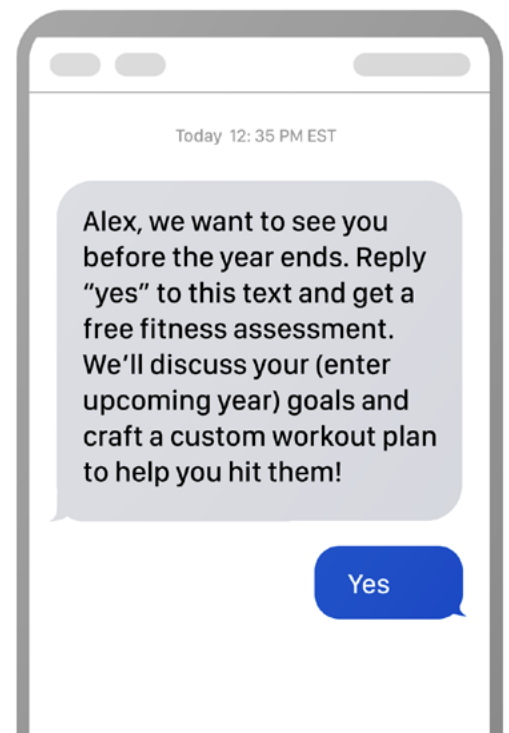 Today 12:35 PM EST
Alex, we want to see you
before the year ends. Reply
“yes” to this text and get a
free fitness assessment.
We’ll discuss your (enter
upcoming year) goals and
craft a custom workout plan
to help you hit them!
Yes